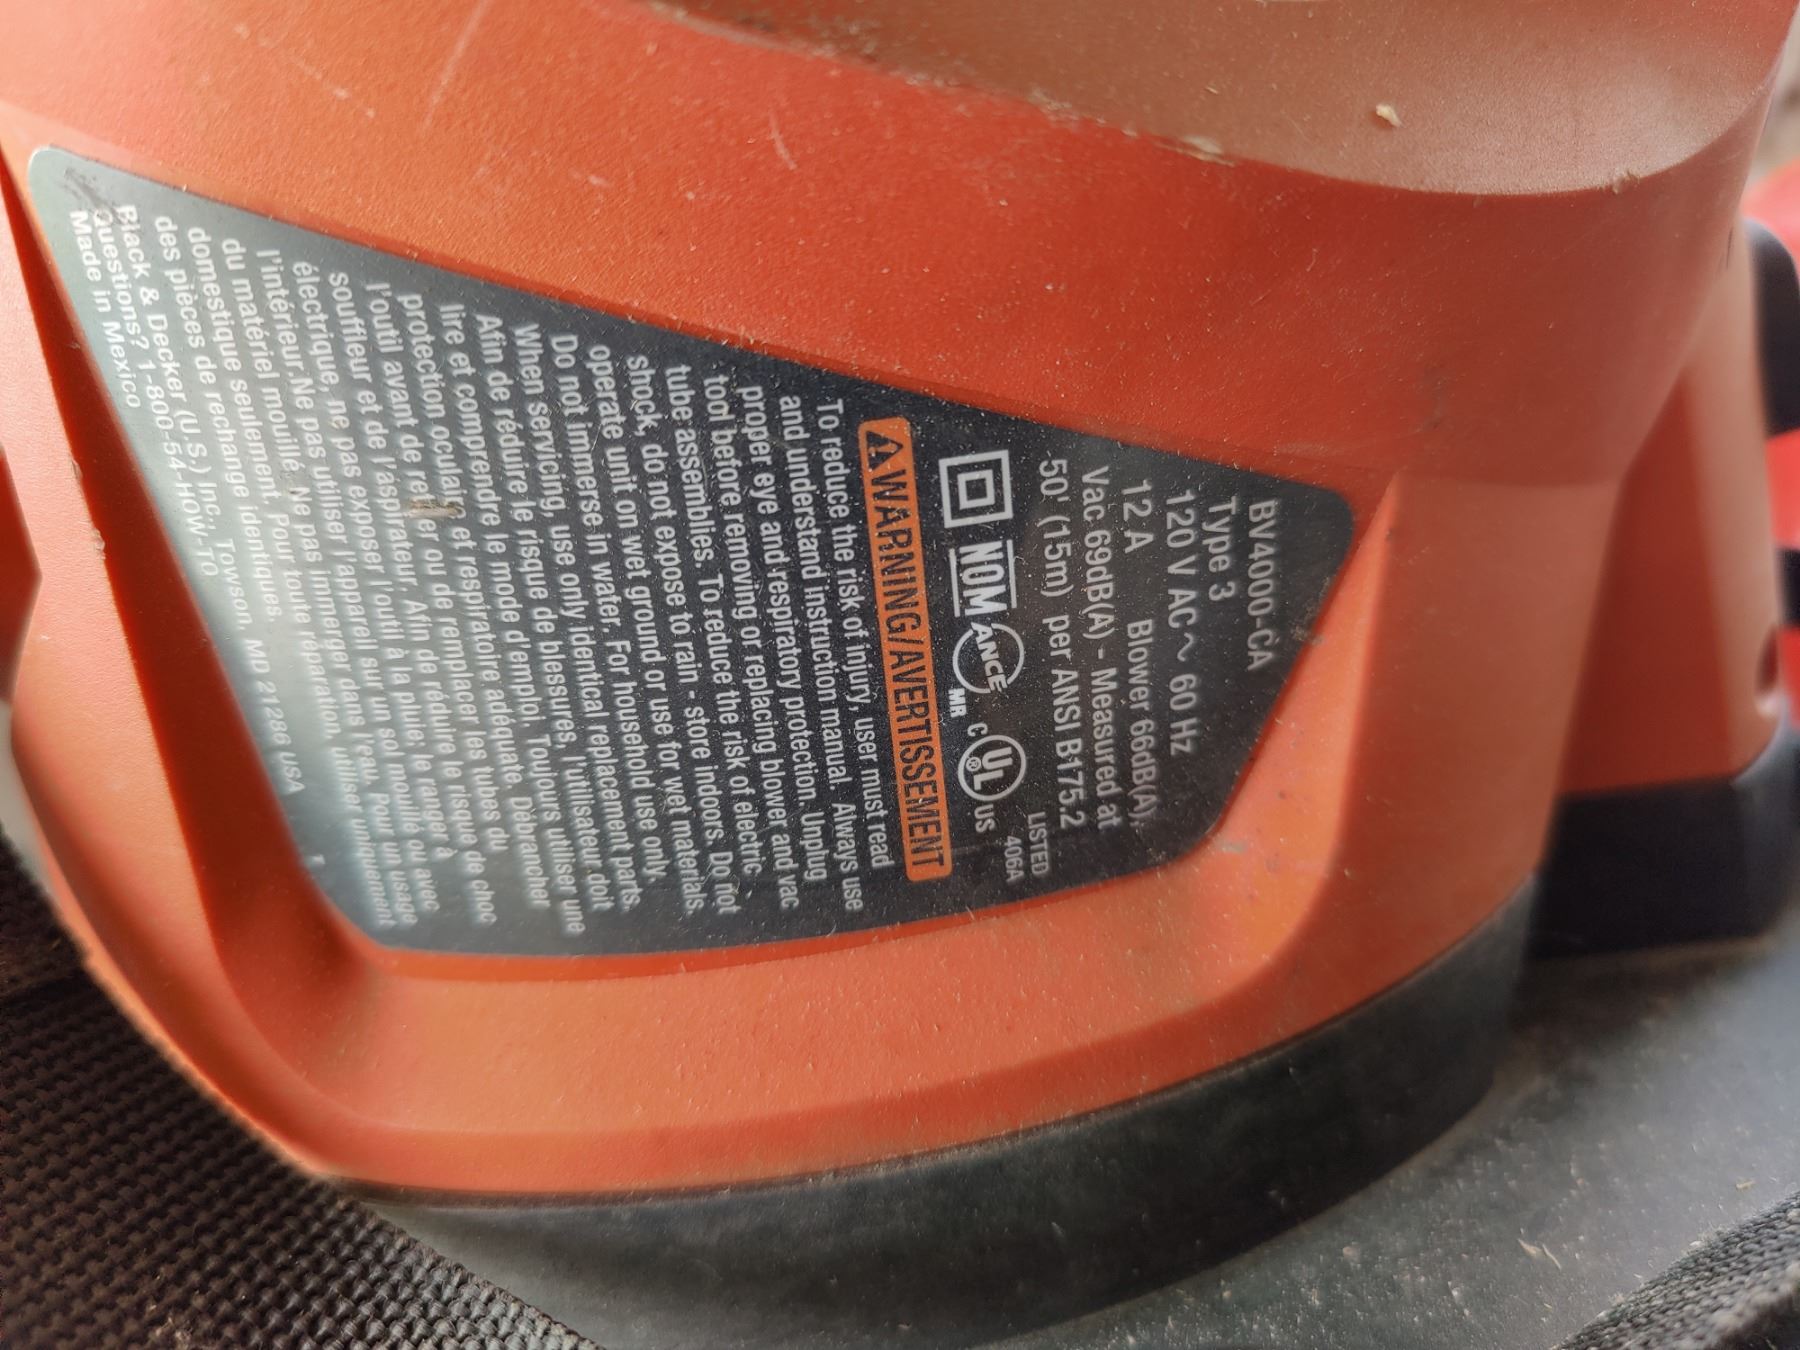 BV4000-CA
Type 3
120 V AC ~ 60 Hz
12 A Blower 66dB(A),
Vac 69dB(A) - Measured at
50' (15m) per ANSI B175.2
LISTED
406A
NOM ANCE MR C UL ® US
WARNING/AVERTISSEMENT
To reduce the risk of injury, user must read
and understand instruction manual. Always use
proper eye and respiratory protection. Unplug
tool before removing or replacing blower and vac
tube assemblies. To reduce the risk of electric
shock, do not expose to rain - store indoors. Do not
operate unit on wet ground or use for wet materials.
Do not immerse in water. For household use only.
When servicing, use only identical replacement parts.
Afin de réduire le risque de blessures, l'utilisateur doit
lire et comprendre le mode d'emploi. Toujours utiliser une
protection oculaire et respiratoire adéquate. Débrancher
l'outil avant de retirer ou de remplacer les tubes du
souffleur et de l'aspirateur. Afin de réduire le risque de choc
électrique, ne pas exposer l'outil à la pluie; le ranger à
l'intérieur. Ne pas utiliser l'appareil sur un sol mouillé ou avec
du matériel mouillé. Ne pas immerger dans l'eau. Pour un usage
domestique seulement. Pour toute réparation, utiliser uniquement
des pièces de rechange identiques.
Black & Decker (U.S.) Inc., Towson, MD 21286 USA
Questions? 1-800-54-HOW-TO
Made in Mexico